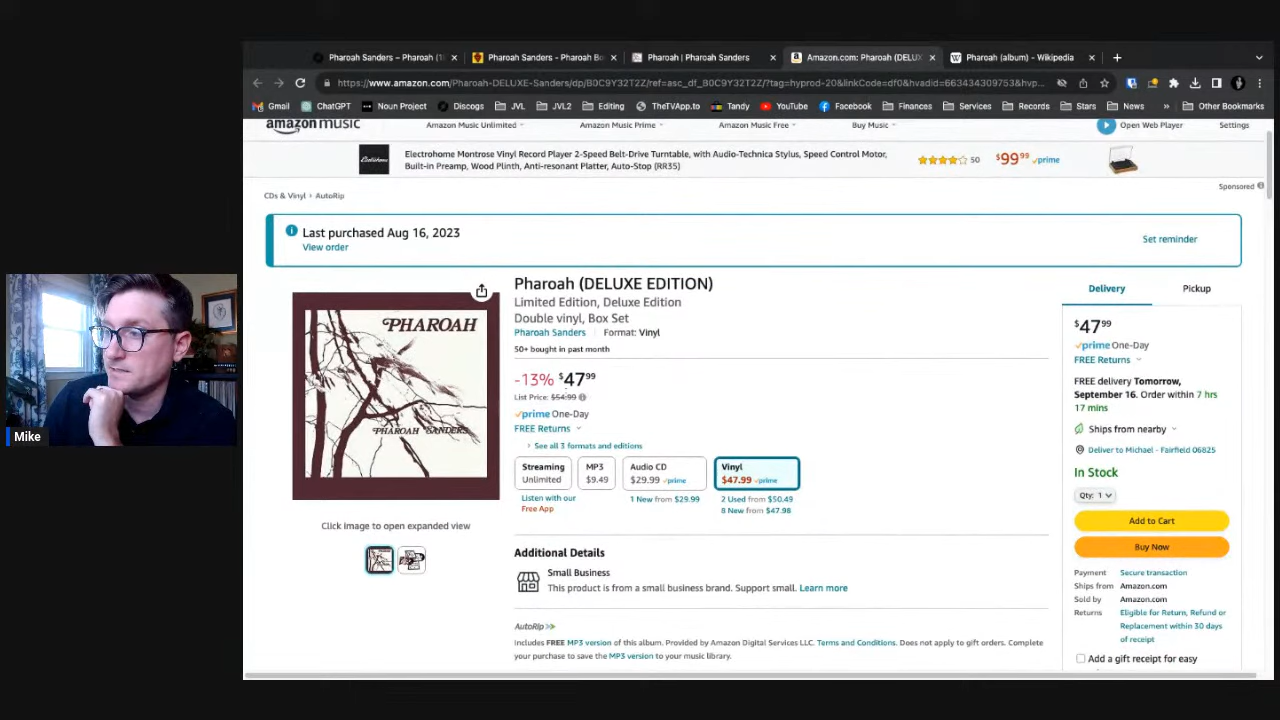 Pharoah Sanders – Pharoah (1
Pharoah Sanders - Pharoah Bo
Pharoah | Pharoah Sanders
Amazon.com: Pharoah (DELU
Pharoah (album) - Wikipedia
https://www.amazon.com/Pharoah-DELUXE-Sanders/dp/B0C9Y32T2Z/ref=asc_df_B0C9Y32T2Z/?tag=hyprod-20&linkCode=df0&hvadid=663434309753&hvp...
Gmail
ChatGPT
Noun Project
Discogs
JVL
JVL2
Editing
TheTVApp.to
Tandy
YouTube
Facebook
Finances
Services
Records
Stars
News
»
Other Bookmarks
amazon music
Amazon Music Unlimited
Amazon Music Prime
Amazon Music Free
Buy Music
Open Web Player
Settings
Electrohome Montrose Vinyl Record Player 2-Speed Belt-Drive Turntable, with Audio-Technica Stylus, Speed Control Motor,
Built-in Preamp, Wood Plinth, Anti-resonant Platter, Auto-Stop (RR35)
50
$99 99 prime
Sponsored
CDs & Vinyl › AutoRip
Last purchased Aug 16, 2023
View order
Set reminder
PHAROAH
PHAROAH SANDERS
Click image to open expanded view
Pharoah (DELUXE EDITION)
Limited Edition, Deluxe Edition
Double vinyl, Box Set
Pharoah Sanders
Format: Vinyl
50+ bought in past month
-13% $47 99
List Price: $54.99
prime One-Day
FREE Returns
› See all 3 formats and editions
Streaming
Unlimited
MP3
$9.49
Audio CD
$29.99 prime
Vinyl
$47.99 prime
Listen with our
Free App
1 New from $29.99
2 Used from $50.49
8 New from $47.98
Additional Details
Small Business
This product is from a small business brand. Support small. Learn more
AutoRip
Includes FREE MP3 version of this album. Provided by Amazon Digital Services LLC. Terms and Conditions. Does not apply to gift orders. Complete
your purchase to save the MP3 version to your music library.
Delivery
Pickup
$47 99
prime One-Day
FREE Returns
FREE delivery Tomorrow,
September 16. Order within 7 hrs
17 mins
Ships from nearby
Deliver to Michael - Fairfield 06825
In Stock
Qty: 1
Add to Cart
Buy Now
Payment Secure transaction
Ships from Amazon.com
Sold by Amazon.com
Returns Eligible for Return, Refund or
Replacement within 30 days
of receipt
Add a gift receipt for easy
Mike